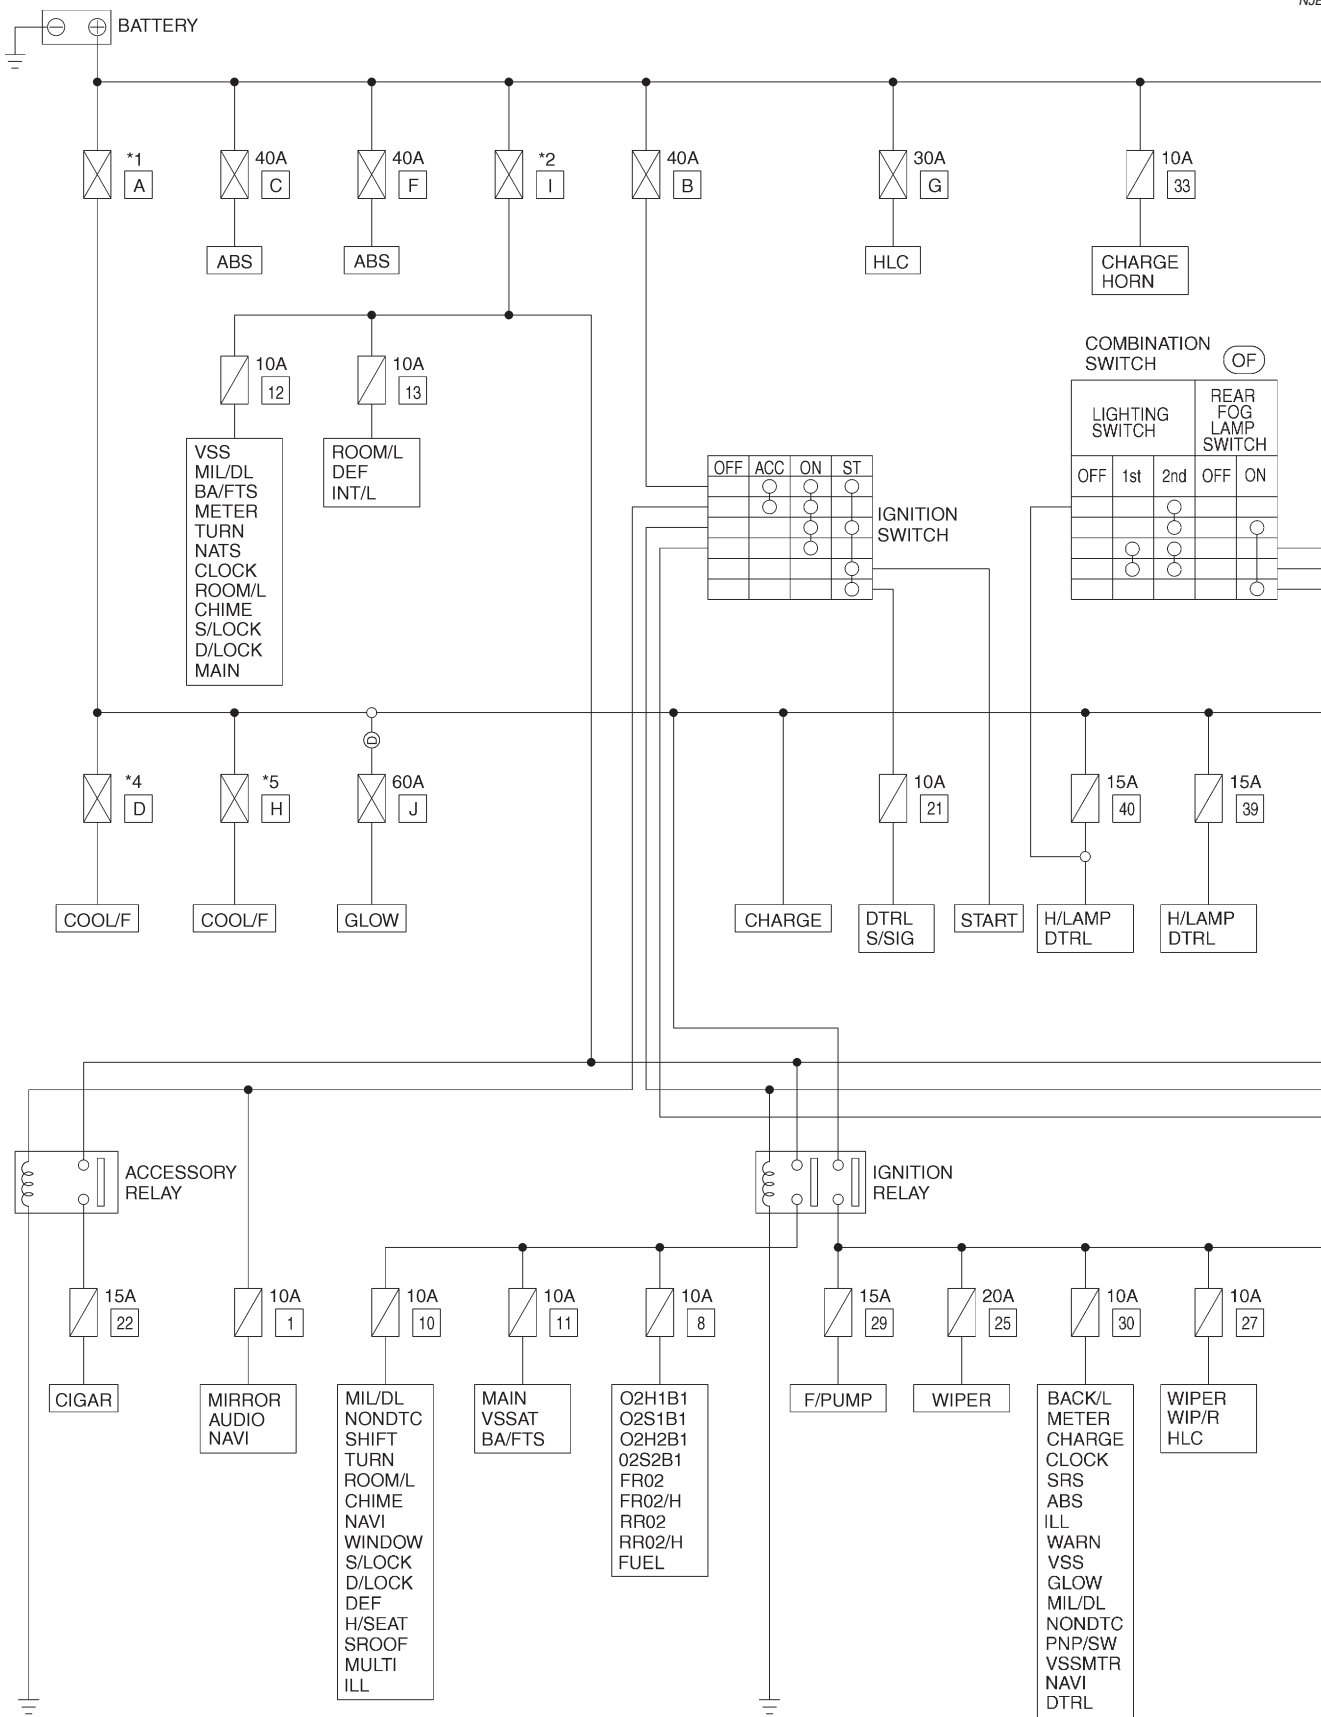 BATTERY
*1
A
40A
C
ABS
40A
F
ABS
*2
I
40A
B
30A
G
HLC
10A
33
CHARGE
HORN
10A
12
VSS
MIL/DL
BA/FTS
METER
TURN
NATS
CLOCK
ROOM/L
CHIME
S/LOCK
D/LOCK
MAIN
10A
13
ROOM/L
DEF
INT/L
OFF ACC ON ST
IGNITION
SWITCH
COMBINATION
SWITCH
OF
LIGHTING
SWITCH
REAR
FOG
LAMP
SWITCH
OFF 1st 2nd OFF ON
*4
D
COOL/F
*5
H
COOL/F
D
60A
J
GLOW
CHARGE
10A
21
DTRL
S/SIG
START
15A
40
H/LAMP
DTRL
15A
39
H/LAMP
DTRL
ACCESSORY
RELAY
IGNITION
RELAY
15A
22
CIGAR
10A
1
MIRROR
AUDIO
NAVI
10A
10
MIL/DL
NONDTC
SHIFT
TURN
ROOM/L
CHIME
NAVI
WINDOW
S/LOCK
D/LOCK
DEF
H/SEAT
SROOF
MULTI
ILL
10A
11
MAIN
VSSAT
BA/FTS
10A
8
O2H1B1
O2S1B1
O2H2B1
02S2B1
FR02
FR02/H
RR02
RR02/H
FUEL
15A
29
F/PUMP
20A
25
WIPER
10A
30
BACK/L
METER
CHARGE
CLOCK
SRS
ABS
ILL
WARN
VSS
GLOW
MIL/DL
NONDTC
PNP/SW
VSSMTR
NAVI
DTRL
10A
27
WIPER
WIP/R
HLC